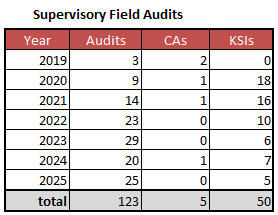 Supervisory Field Audits
Year Audits CAs KSIs
2019 3 2 0
2020 9 1 18
2021 14 1 16
2022 23 0 10
2023 29 0 6
2024 20 1 7
2025 25 0 5
total 123 5 50